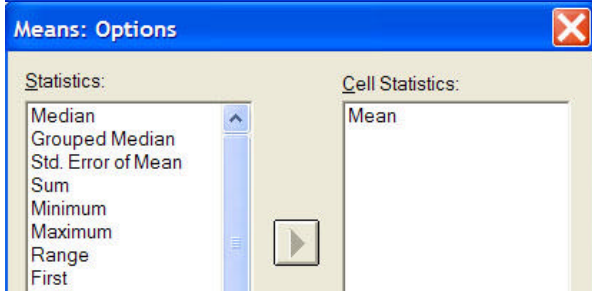 Means: Options
Statistics:
Median
Grouped Median
Std. Error of Mean
Sum
Minimum
Maximum
Range
First
Cell Statistics:
Mean